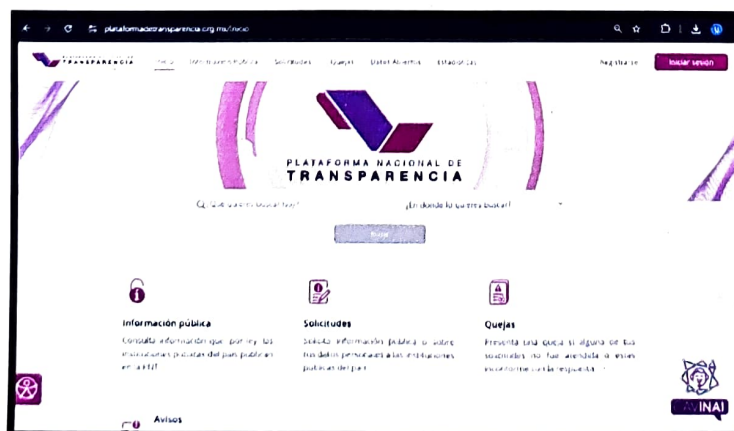 plataformadetransparencia.org.mx/Inicio
TRANSPARENCIA Inicio Información Pública Solicitudes Quejas Datos Abiertos Estadísticas Registrarse Iniciar sesión
PLATAFORMA NACIONAL DE
TRANSPARENCIA
¿Qué quieres buscar hoy? ¿En dónde lo quieres buscar?
Buscar
Información pública
Consulta información que, por ley, las
instituciones públicas del país publican
en la PNT
Solicitudes
Solicita información pública o sobre
tus datos personales a las instituciones
públicas del país
Quejas
Presenta una queja si alguna de tus
solicitudes no fue atendida o estás
inconforme con la respuesta
INAI
Avisos